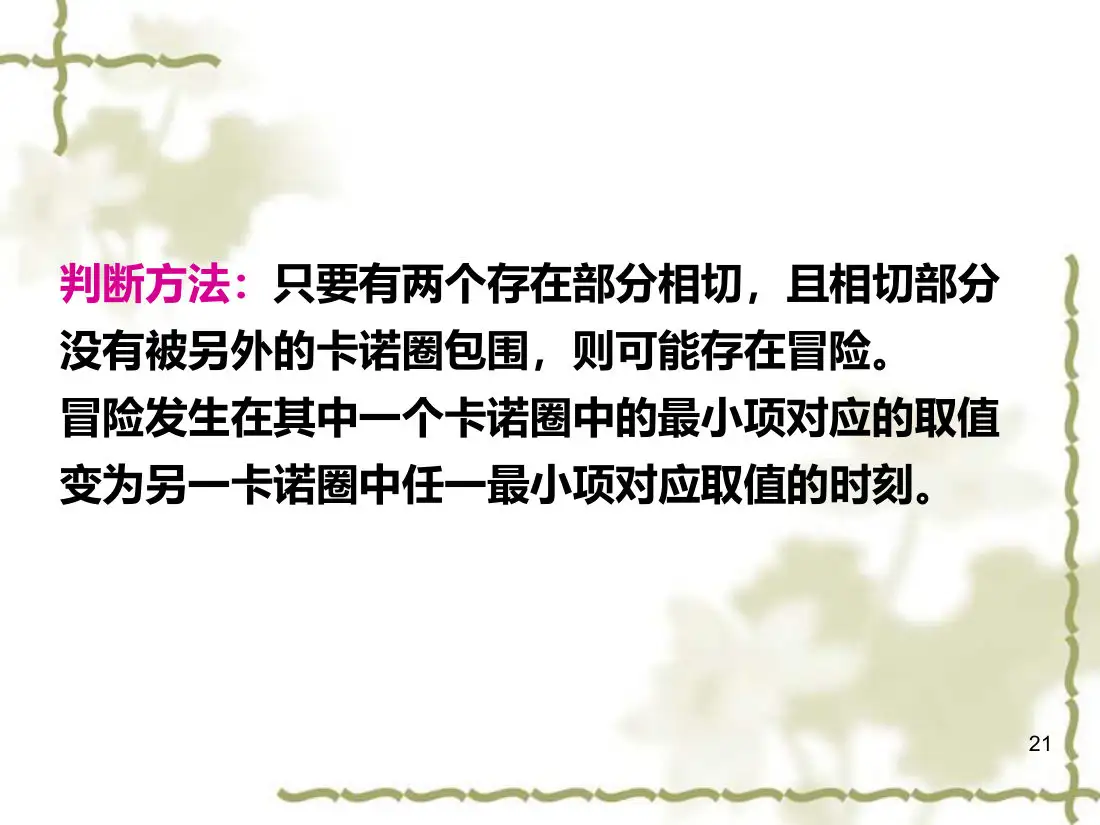 判断方法：只要有两个存在部分相切，且相切部分
没有被另外的卡诺圈包围，则可能存在冒险。
冒险发生在其中一个卡诺圈中的最小项对应的取值
变为另一卡诺圈中任一最小项对应取值的时刻。
21